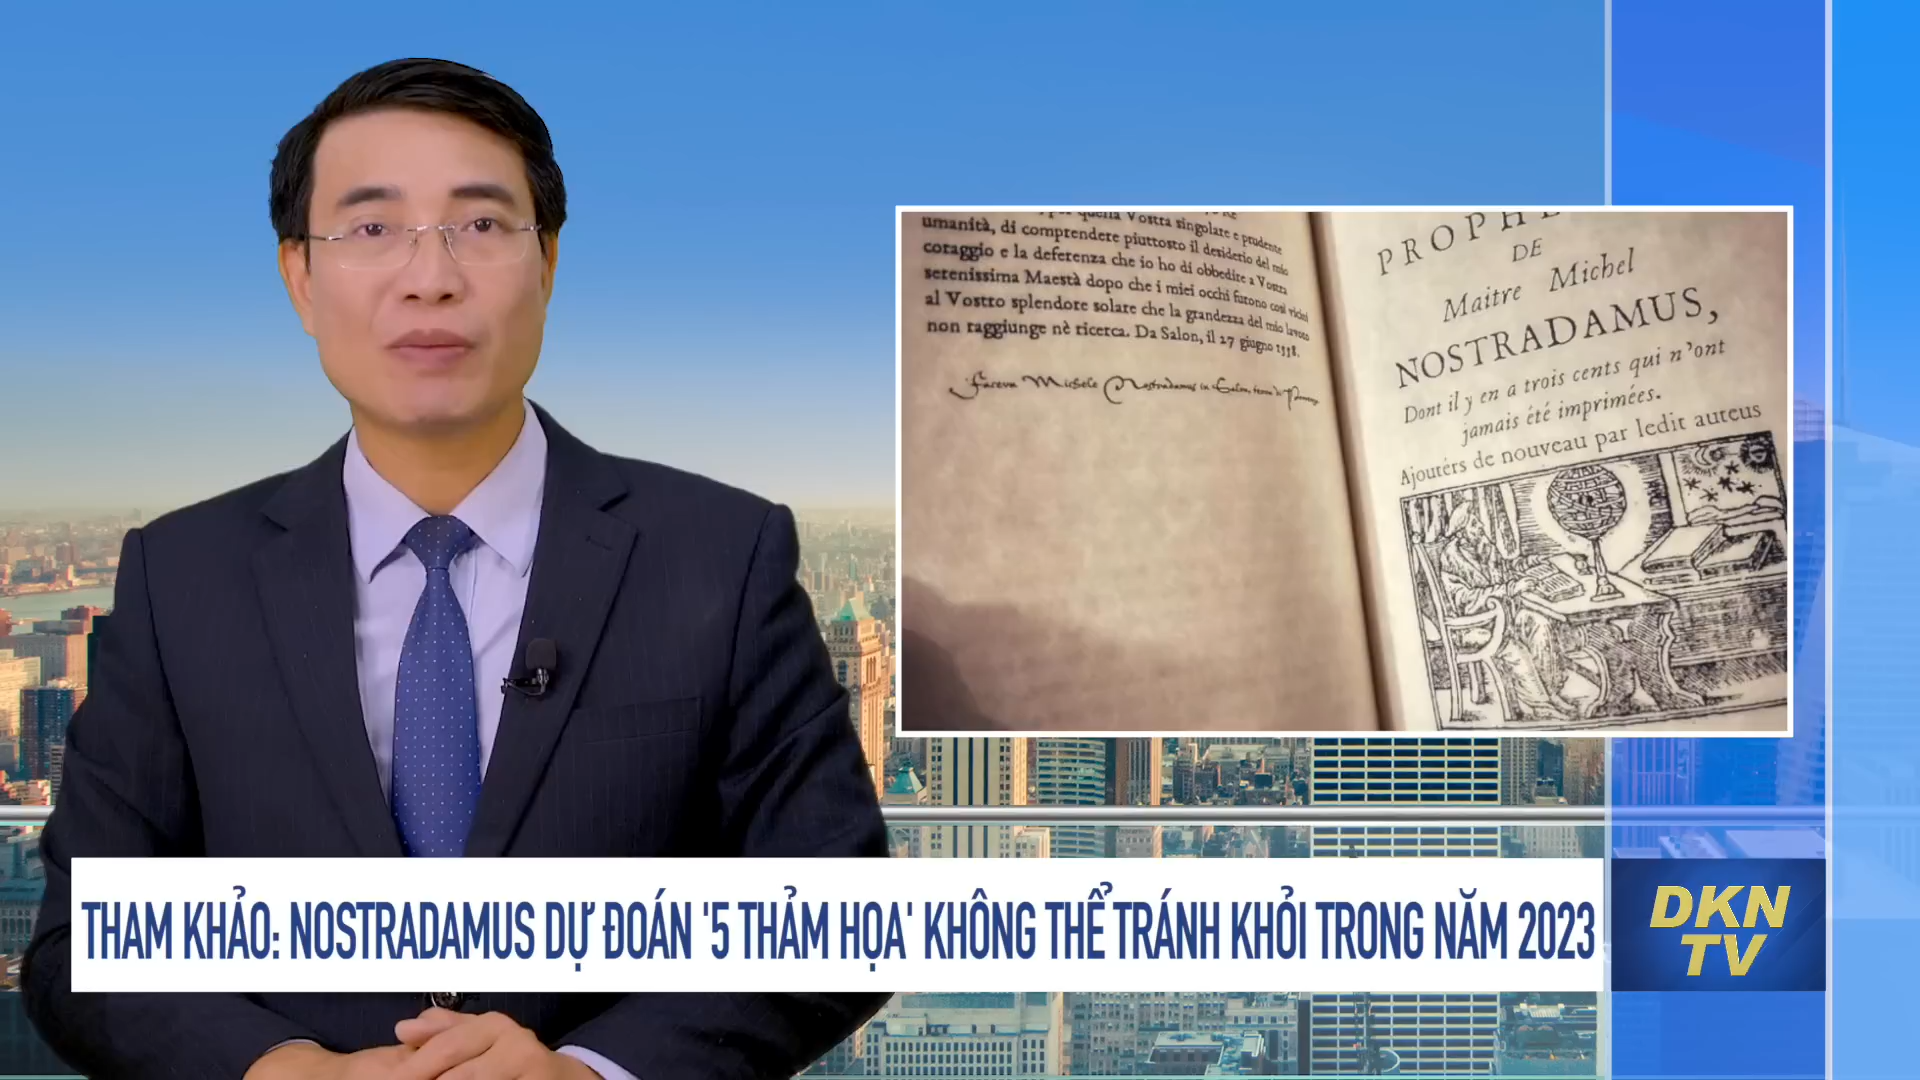 umanità, di comprendere piuttosto il desiderio del mio
coraggio e la deferenza che io ho di obbedire a Vostra
serenissima Maestà dopo che i miei occhi furono così vicini
al Vostro splendore solare che la grandezza del mio lavoro
non raggiunge nè ricerca. Da Salon, il 27 giugno 1558.
DE
Maitre Michel
NOSTRADAMUS,
Dont il y en a trois cents qui n'ont
jamais été imprimées.
Ajoutérs de nouveau par ledit auteus
THAM KHẢO: NOSTRADAMUS DỰ ĐOÁN '5 THẢM HỌA' KHÔNG THỂ TRÁNH KHỎI TRONG NĂM 2023
DKN
TV